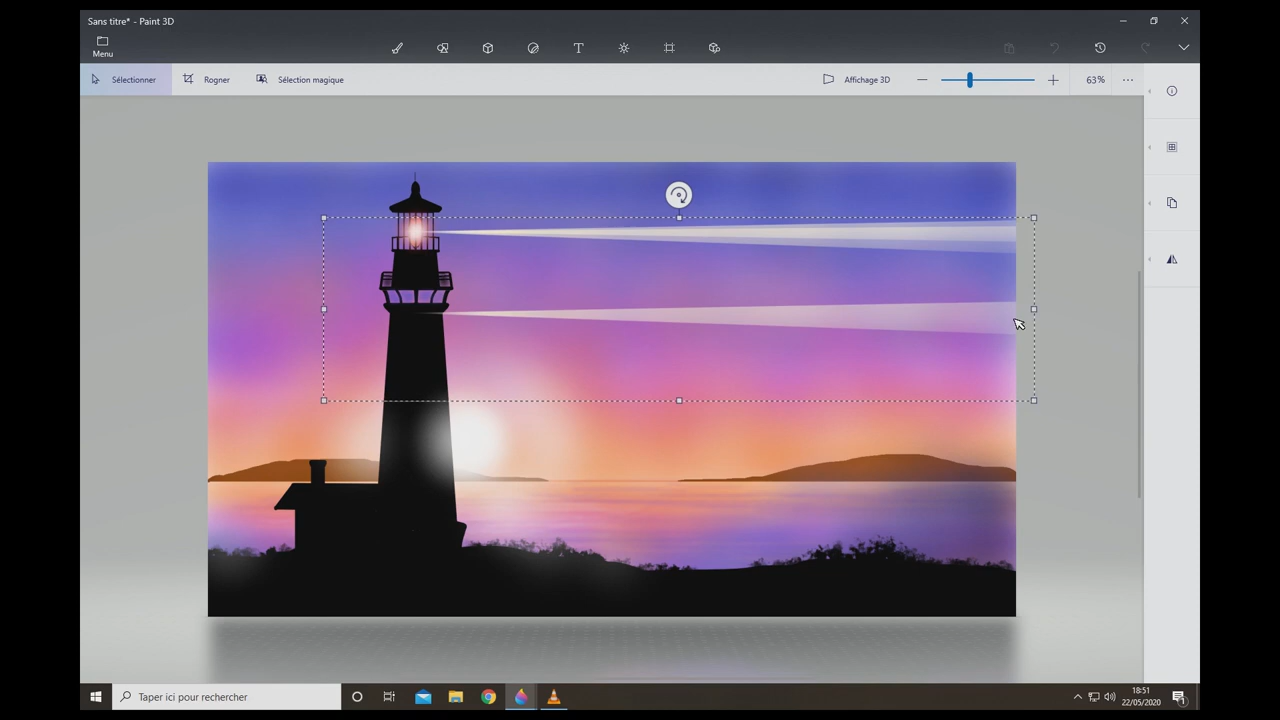 Sans titre* - Paint 3D
Menu
Sélectionner Rogner Sélection magique Affichage 3D 63%
Taper ici pour rechercher
18:51
22/05/2020
1